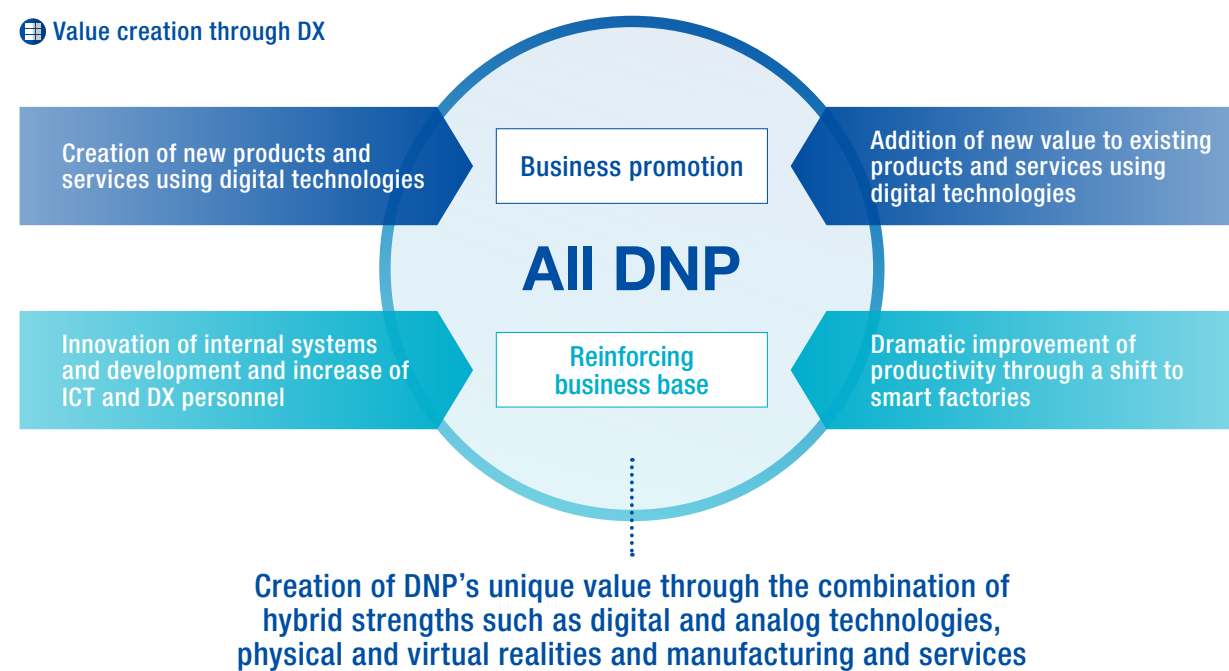 Value creation through DX
Creation of new products and
services using digital technologies
Business promotion
Addition of new value to existing
products and services using
digital technologies
All DNP
Innovation of internal systems
and development and increase of
ICT and DX personnel
Reinforcing
business base
Dramatic improvement of
productivity through a shift to
smart factories
Creation of DNP’s unique value through the combination of
hybrid strengths such as digital and analog technologies,
physical and virtual realities and manufacturing and services